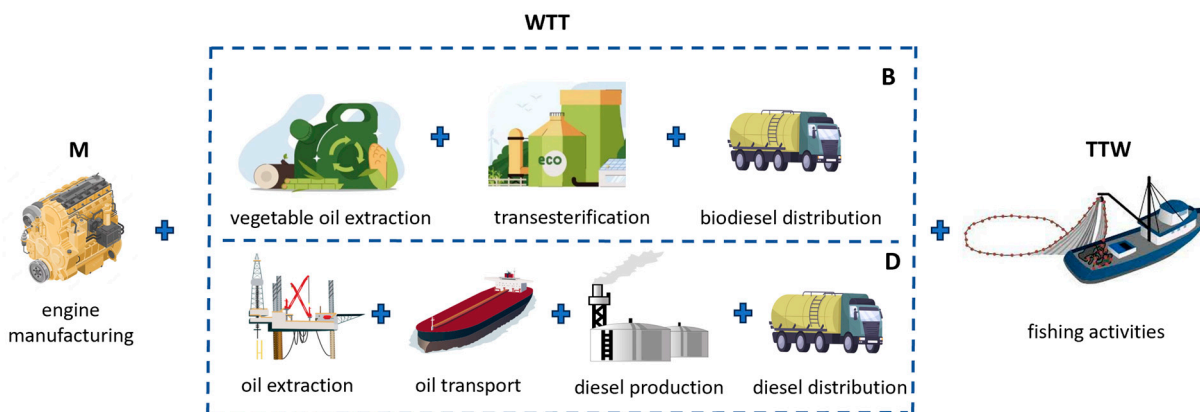 WTT
M
engine
manufacturing
B
eco
vegetable oil extraction
transesterification
biodiesel distribution
D
oil extraction
oil transport
diesel production
diesel distribution
TTW
fishing activities